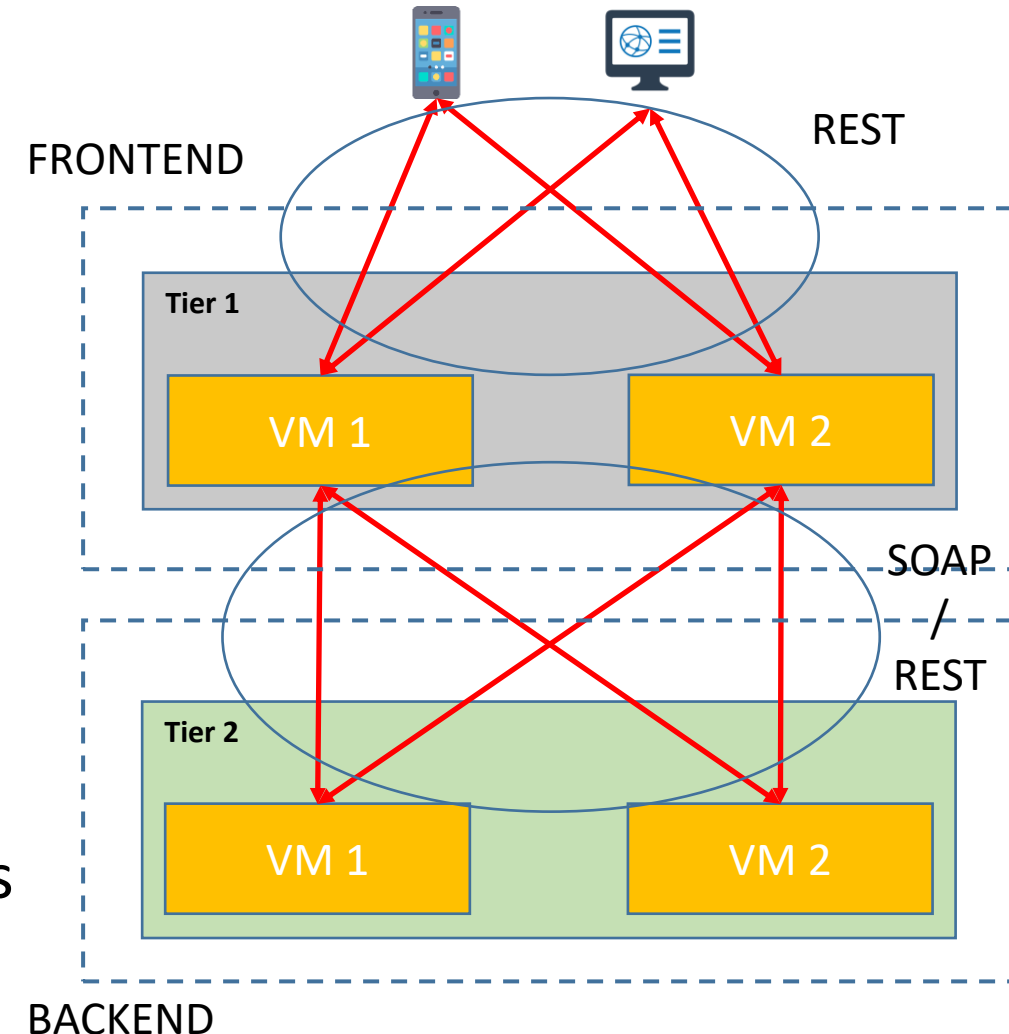 REST
FRONTEND
Tier 1
VM 1
VM 2
SOAP
/
REST
Tier 2
VM 1
VM 2
s
BACKEND